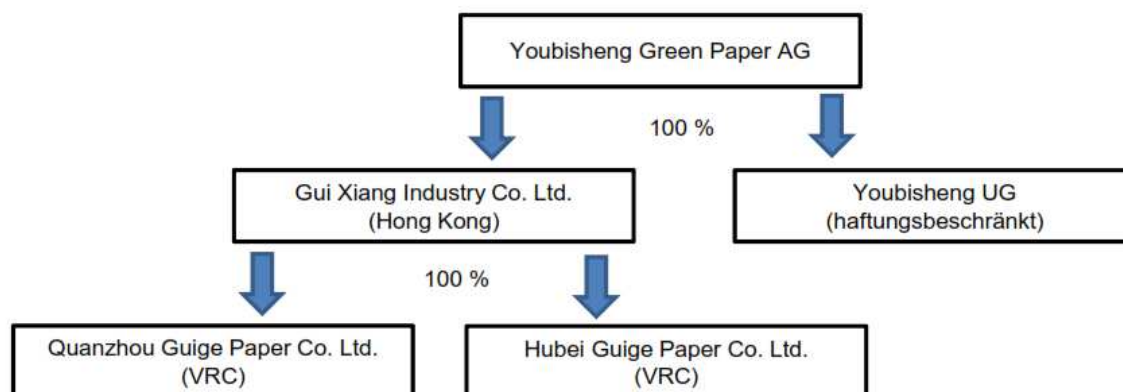 Youbisheng Green Paper AG
100 %
Gui Xiang Industry Co. Ltd.
(Hong Kong)
Youbisheng UG
(haftungsbeschränkt)
100 %
Quanzhou Guige Paper Co. Ltd.
(VRC)
Hubei Guige Paper Co. Ltd.
(VRC)